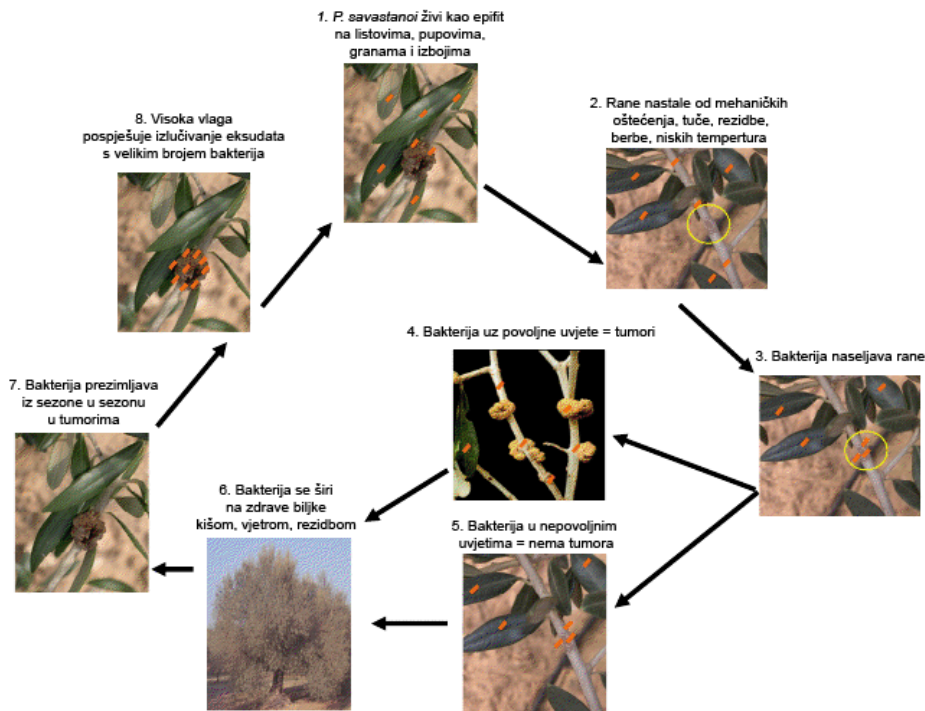 1. P. savastanoi živi kao epifit
na listovima, pupovima,
granama i izbojima
2. Rane nastale od mehaničkih
oštećenja, tuče, rezidbe,
berbe, niskih tempertura
3. Bakterija naseljava rane
4. Bakterija uz povoljne uvjete = tumori
5. Bakterija u nepovoljnim
uvjetima = nema tumora
6. Bakterija se širi
na zdrave biljke
kišom, vjetrom, rezidbom
7. Bakterija prezimljava
iz sezone u sezonu
u tumorima
8. Visoka vlaga
pospješuje izlučivanje eksudata
s velikim brojem bakterija